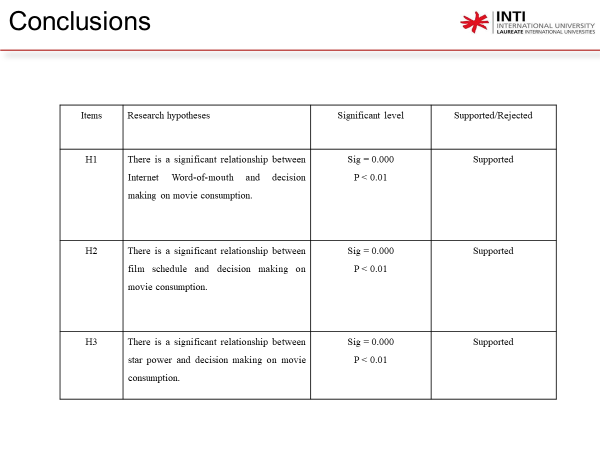 Conclusions
INTI
INTERNATIONAL UNIVERSITY
LAUREATE INTERNATIONAL UNIVERSITIES
Items Research hypotheses Significant level Supported/Rejected
H1 There is a significant relationship between Sig = 0.000 Supported
Internet Word-of-mouth and decision P < 0.01
making on movie consumption.
H2 There is a significant relationship between Sig = 0.000 Supported
film schedule and decision making on P < 0.01
movie consumption.
H3 There is a significant relationship between Sig = 0.000 Supported
star power and decision making on movie P < 0.01
consumption.